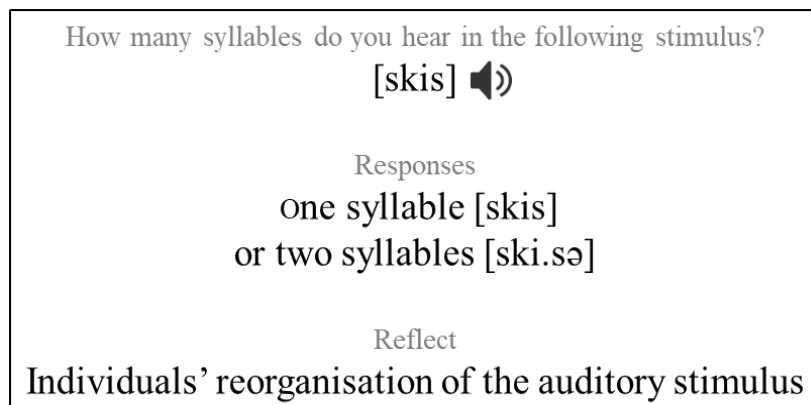 How many syllables do you hear in the following stimulus?
[skis]
Responses
One syllable [skis]
or two syllables [ski.sə]
Reflect
Individuals’ reorganisation of the auditory stimulus